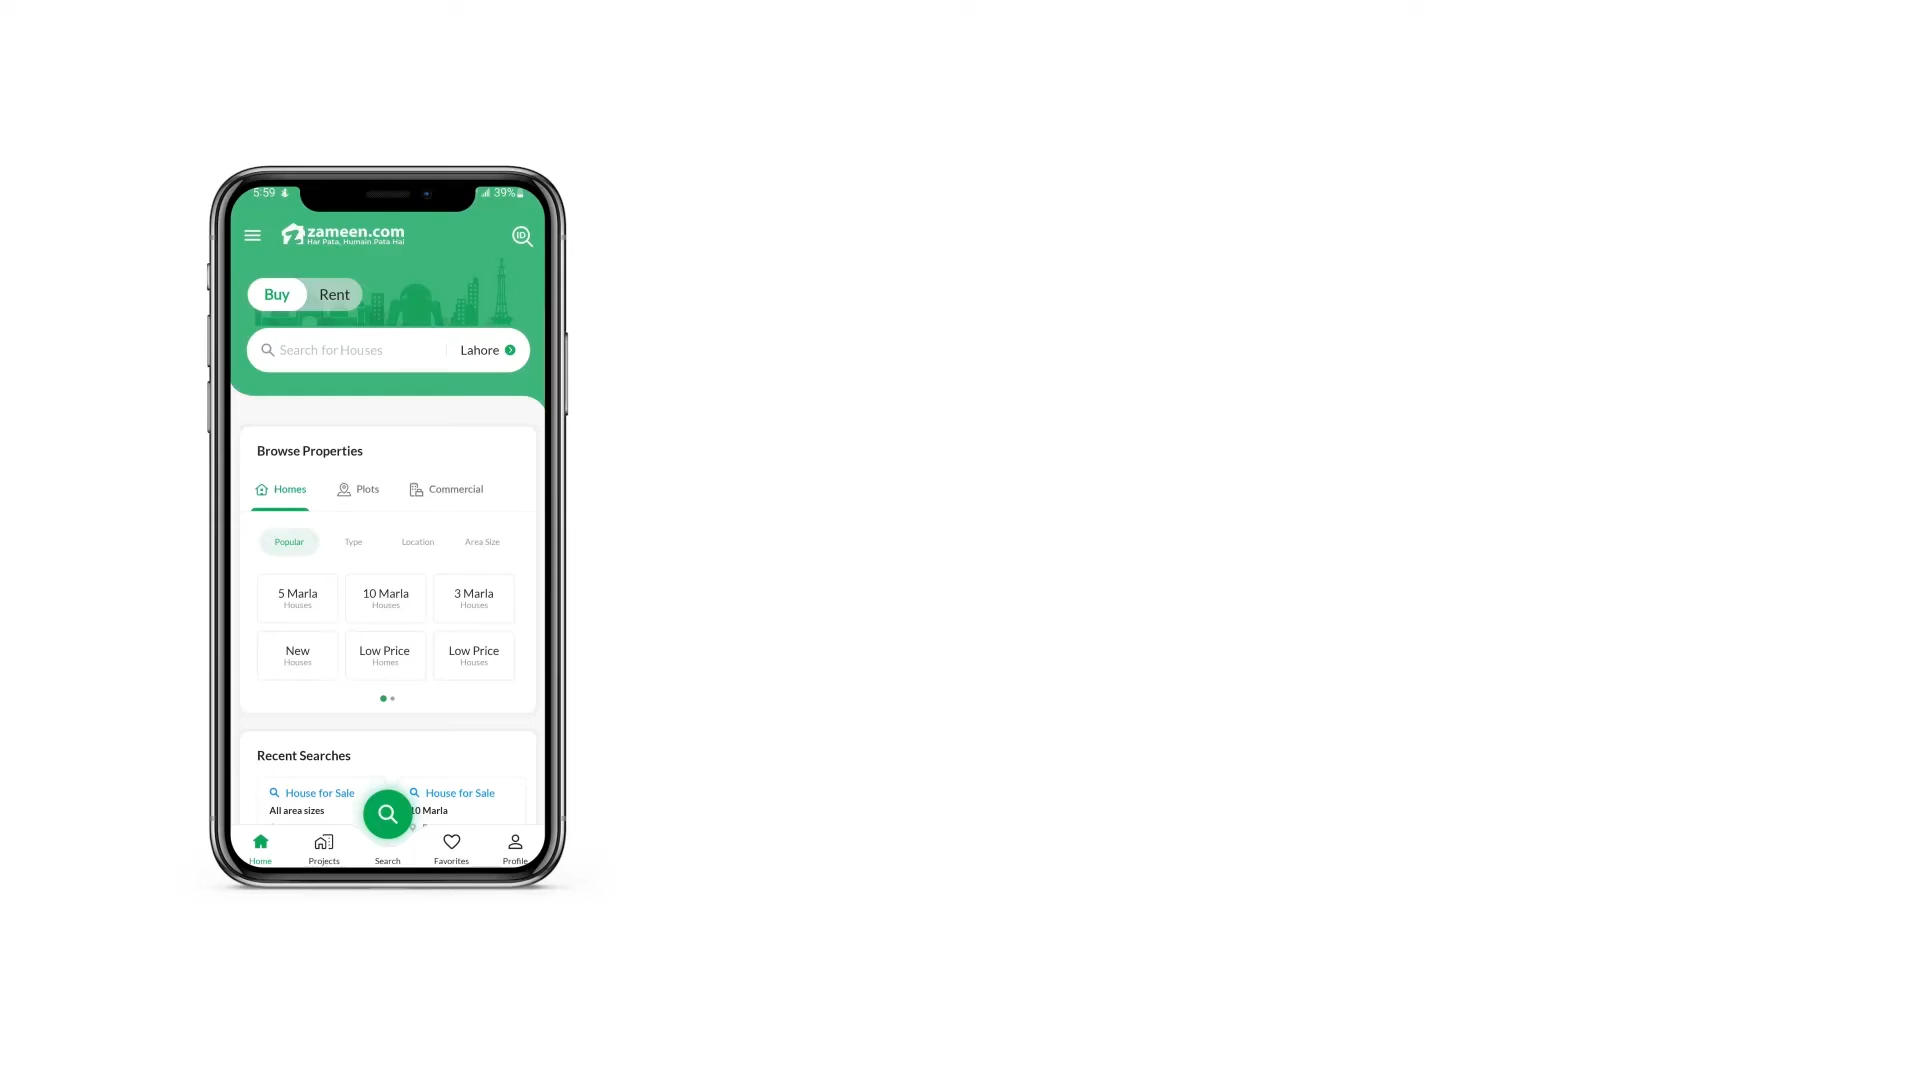 5:59
39%
zameen.com
Har Pata, Humain Pata Hai
ID
Buy Rent
Search for Houses Lahore
Browse Properties
Homes Plots Commercial
Popular Type Location Area Size
5 Marla 10 Marla 3 Marla
Houses Houses Houses
New Low Price Low Price
Houses Homes Houses
Recent Searches
House for Sale House for Sale
All area sizes 10 Marla
Home Projects Search Favorites Profile